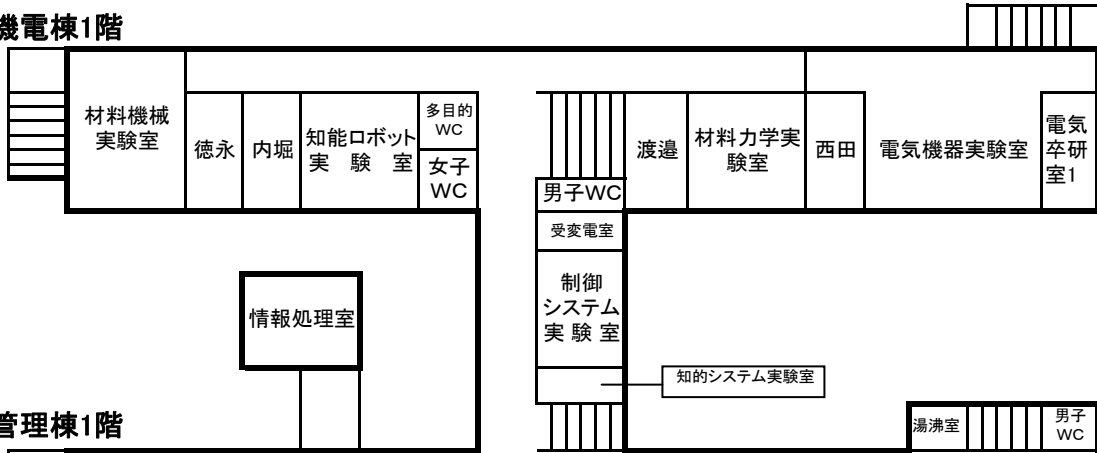 機電棟1階
材料機械
実験室
徳永
内堀
知能ロボット
実験室
多目的
WC
女子
WC
渡邉
材料力学実
験室
西田
電気機器実験室
電気
卒研
室1
男子WC
受変電室
制御
システム
実験室
情報処理室
知的システム実験室
管理棟1階
湯沸室
男子
WC